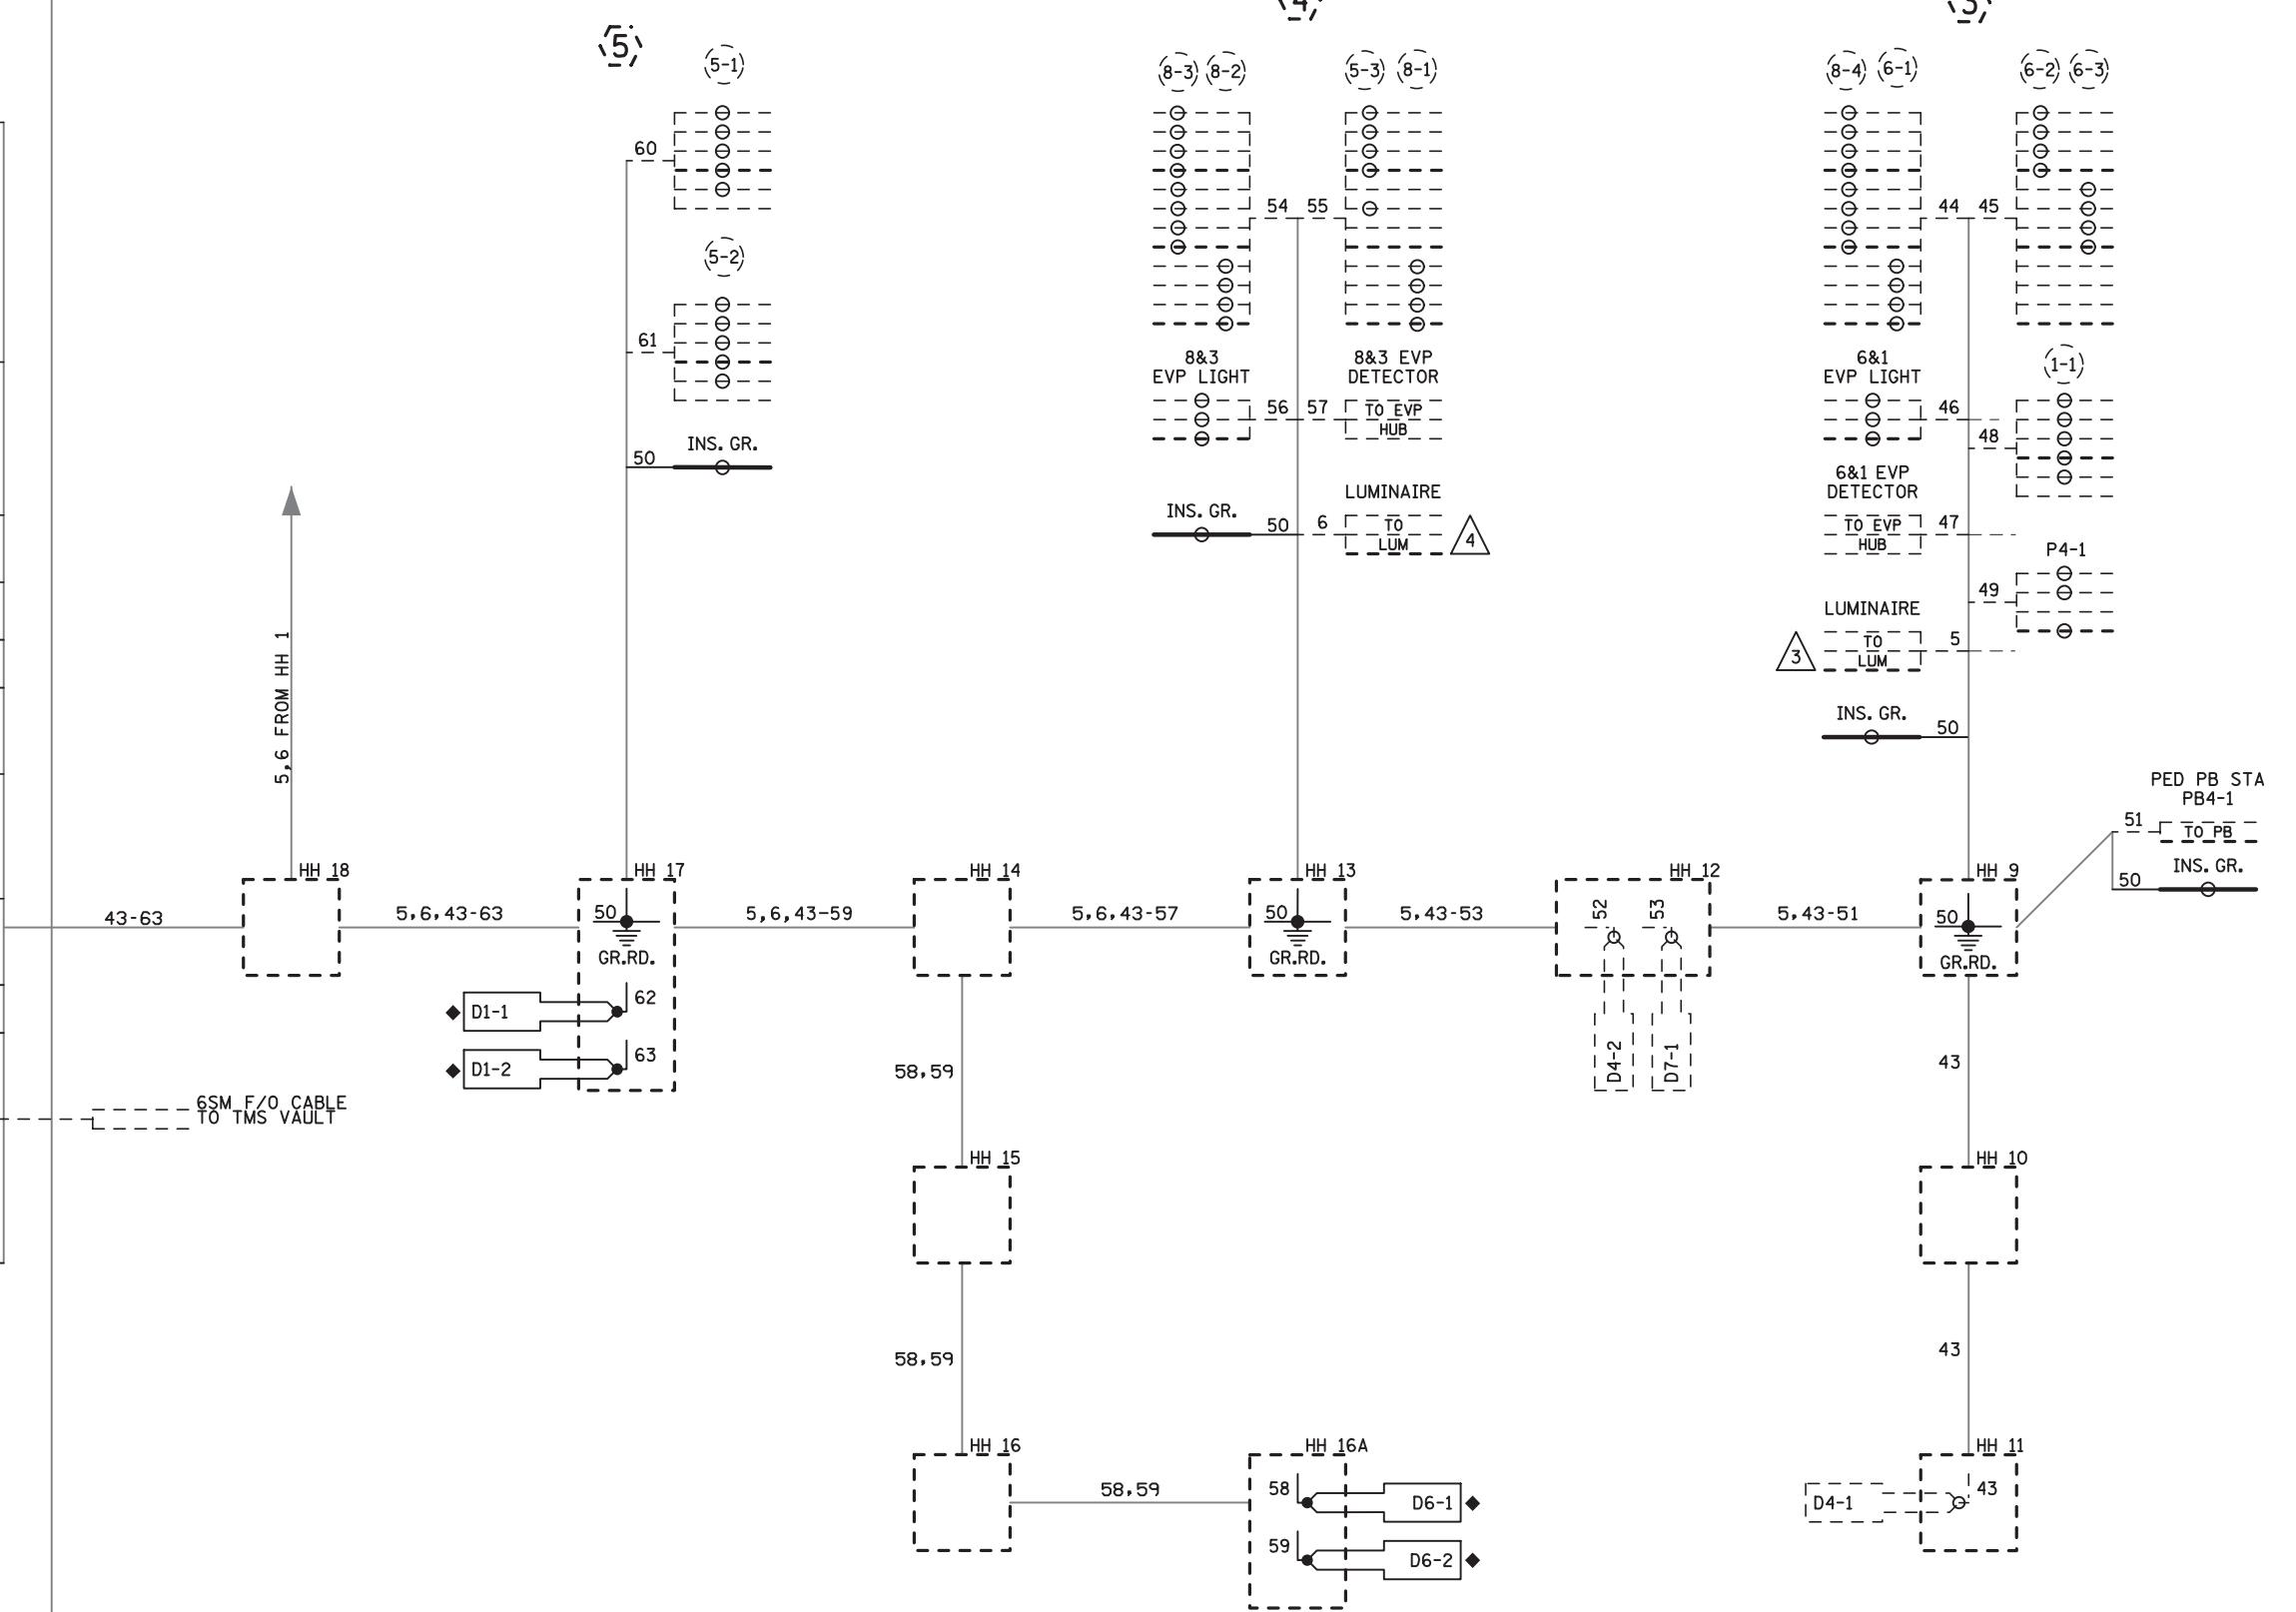 5
4
3
5-1
8-3 8-2
5-3 8-1
8-4 6-1
6-2 6-3
60
54 55
44 45
5-2
61
8&3
EVP LIGHT
8&3 EVP
DETECTOR
56 57
TO EVP
HUB
6&1
EVP LIGHT
46
1-1
48
INS. GR.
50
6&1 EVP
DETECTOR
TO EVP
HUB
47
INS. GR.
50
6
LUMINAIRE
TO
LUM
4
P4-1
49
LUMINAIRE
TO
LUM
5
3
INS. GR.
50
5,6 FROM HH 1
PED PB STA
PB4-1
51
TO PB
INS. GR.
50
HH 18
HH 17
HH 14
HH 13
HH 12
HH 9
43-63
5,6,43-63
50
GR.RD.
5,6,43-59
5,6,43-57
50
GR.RD.
5,43-53
52
53
5,43-51
50
GR.RD.
D1-1
62
D1-2
63
D4-2
D7-1
58,59
43
6SM F/O CABLE
TO TMS VAULT
HH 15
HH 10
58,59
43
HH 16
HH 16A
HH 11
58,59
58
D6-1
59
D6-2
D4-1
43